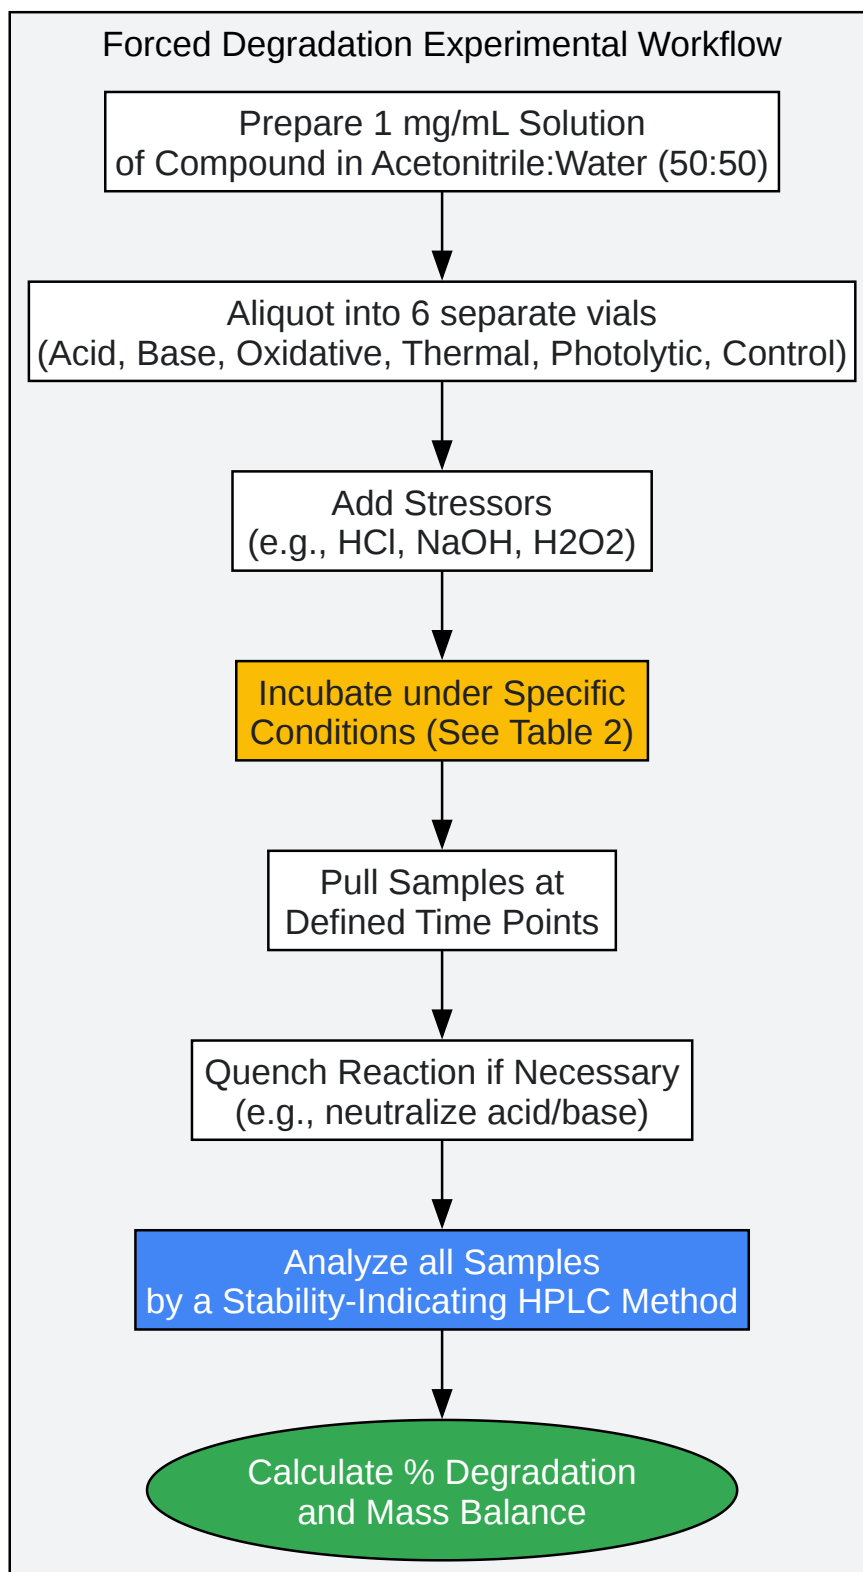 Forced Degradation Experimental Workflow
Prepare 1 mg/mL Solution
of Compound in Acetonitrile:Water (50:50)
Aliquot into 6 separate vials
(Acid, Base, Oxidative, Thermal, Photolytic, Control)
Add Stressors
(e.g., HCl, NaOH, H2O2)
Incubate under Specific
Conditions (See Table 2)
Pull Samples at
Defined Time Points
Quench Reaction if Necessary
(e.g., neutralize acid/base)
Analyze all Samples
by a Stability-Indicating HPLC Method
Calculate % Degradation
and Mass Balance